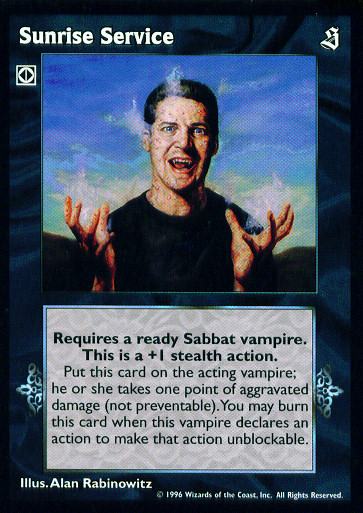 Sunrise Service
Requires a ready Sabbat vampire.
This is a +1 stealth action.
Put this card on the acting vampire;
he or she takes one point of aggravated
damage (not preventable).You may burn
this card when this vampire declares an
action to make that action unblockable.
Illus.Alan Rabinowitz
© 1996 Wizards of the Coast, Inc. All Rights Reserved.